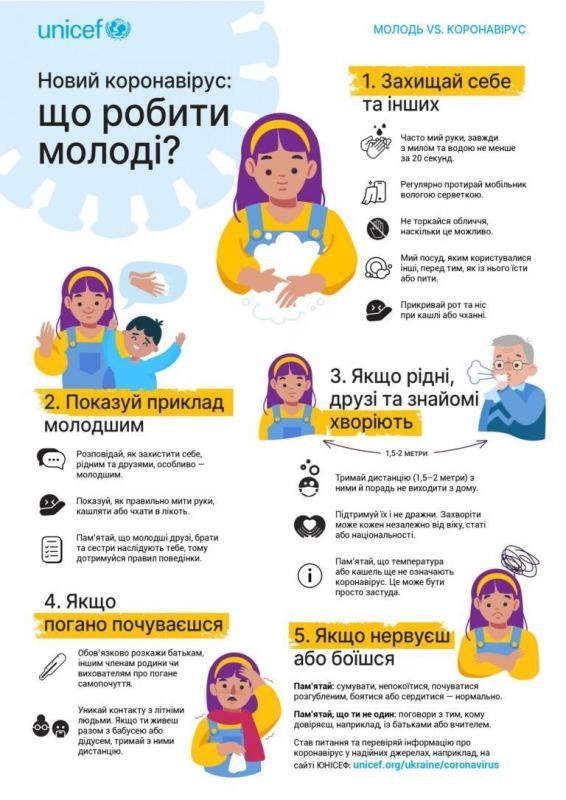 unicef
МОЛОДЬ VS. КОРОНАВІРУС
Новий коронавірус:
що робити
молоді?
1. Захищай себе
та інших
Часто мий руки, завжди
з милом та водою не менше
за 20 секунд.
Регулярно протирай мобільник
вологою серветкою.
Не торкайся обличчя,
наскільки це можливо.
Мий посуд, яким користувалися
інші, перед тим, як із нього їсти
або пити.
Прикривай рот та ніс
при кашлі або чханні.
2. Показуй приклад
молодшим
Розповідай, як захистити себе,
рідним та друзями, особливо —
молодшим.
Показуй, як правильно мити руки,
кашляти або чхати в лікоть.
Пам'ятай, що молодші друзі, брати
та сестри наслідують тебе, тому
дотримуйся правил поведінки.
3. Якщо рідні,
друзі та знайомі
хворіють
1,5-2 метри
Тримай дистанцію (1,5–2 метри) з
ними й порадь не виходити з дому.
Підтримуй їх і не дражни. Захворіти
може кожен незалежно від віку, статі
або національності.
Пам'ятай, що температура
або кашель ще не означають
коронавірус. Це може бути
просто застуда.
4. Якщо
погано почуваєшся
Обов'язково розкажи батькам,
іншим членам родини чи
вихователям про погане
самопочуття.
Уникай контакту з літніми
людьми. Якщо ти живеш
разом з бабусею або
дідусем, тримай з ними
дистанцію.
5. Якщо нервуєш
або боїшся
Пам'ятай: сумувати, непокоїтися, почуватися
розгубленим, боятися або сердитися — нормально.
Пам'ятай, що ти не один: поговори з тим, кому
довіряєш, наприклад, із батьками або вчителем.
Став питання та перевіряй інформацію про
коронавірус у надійних джерелах, наприклад, на
сайті ЮНІСЕФ: unicef.org/ukraine/coronavirus